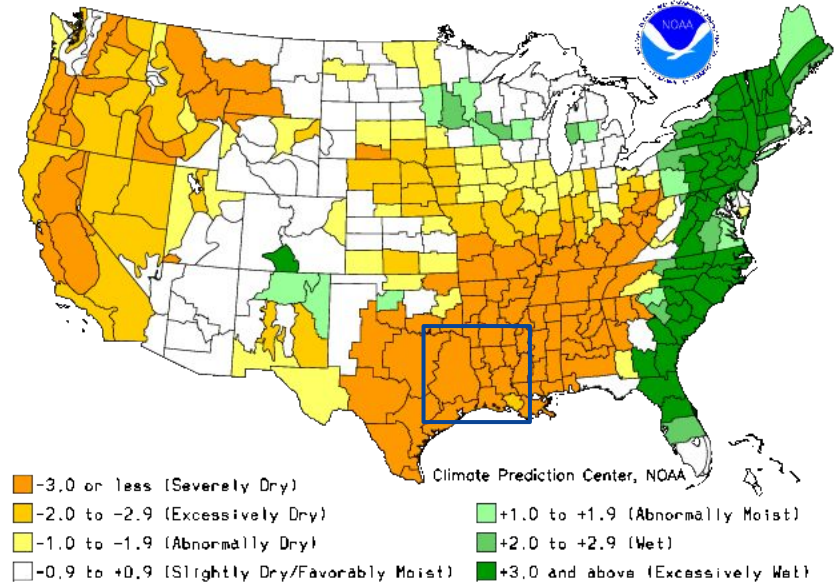 NOAA
Climate Prediction Center, NOAA
-3.0 or less (Severely Dry)
-2.0 to -2.9 (Excessively Dry)
-1.0 to -1.9 (Abnormally Dry)
-0.9 to +0.9 (Slightly Dry/Favorably Moist)
+1.0 to +1.9 (Abnormally Moist)
+2.0 to +2.9 (Wet)
+3.0 and above (Excessively Wet)